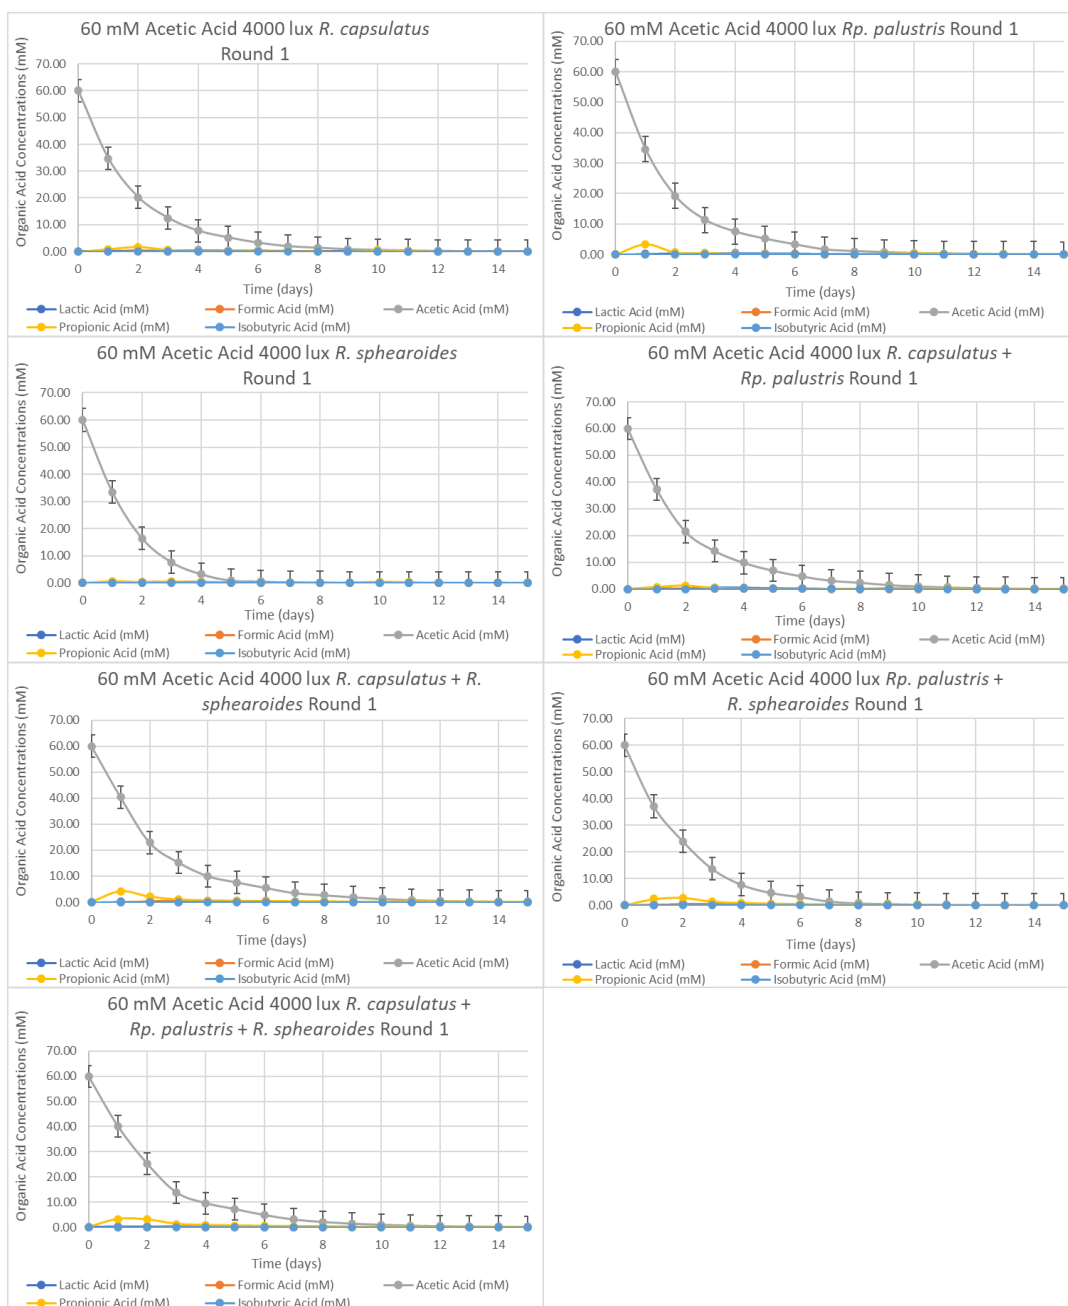 60 mM Acetic Acid 4000 lux R. capsulatus
Round 1
Organic Acid Concentrations (mM)
70.00
60.00
50.00
40.00
30.00
20.00
10.00
0.00
0 2 4 6 8 10 12 14
Time (days)
Lactic Acid (mM) Formic Acid (mM) Acetic Acid (mM)
Propionic Acid (mM) Isobutyric Acid (mM)
60 mM Acetic Acid 4000 lux Rp. palustris Round 1
Organic Acid Concentrations (mM)
70.00
60.00
50.00
40.00
30.00
20.00
10.00
0.00
0 2 4 6 8 10 12 14
Time (days)
Lactic Acid (mM) Formic Acid (mM) Acetic Acid (mM)
Propionic Acid (mM) Isobutyric Acid (mM)
60 mM Acetic Acid 4000 lux R. sphearoides
Round 1
Organic Acid Concentrations (mM)
70.00
60.00
50.00
40.00
30.00
20.00
10.00
0.00
0 2 4 6 8 10 12 14
Time (days)
Lactic Acid (mM) Formic Acid (mM) Acetic Acid (mM)
Propionic Acid (mM) Isobutyric Acid (mM)
60 mM Acetic Acid 4000 lux R. capsulatus +
Rp. palustris Round 1
Organic Acid Concentrations (mM)
70.00
60.00
50.00
40.00
30.00
20.00
10.00
0.00
0 2 4 6 8 10 12 14
Time (days)
Lactic Acid (mM) Formic Acid (mM) Acetic Acid (mM)
Propionic Acid (mM) Isobutyric Acid (mM)
60 mM Acetic Acid 4000 lux R. capsulatus + R.
sphearoides Round 1
Organic Acid Concentrations (mM)
70.00
60.00
50.00
40.00
30.00
20.00
10.00
0.00
0 2 4 6 8 10 12 14
Time (days)
Lactic Acid (mM) Formic Acid (mM) Acetic Acid (mM)
Propionic Acid (mM) Isobutyric Acid (mM)
60 mM Acetic Acid 4000 lux Rp. palustris +
R. sphearoides Round 1
Organic Acid Concentrations (mM)
70.00
60.00
50.00
40.00
30.00
20.00
10.00
0.00
0 2 4 6 8 10 12 14
Time (days)
Lactic Acid (mM) Formic Acid (mM) Acetic Acid (mM)
Propionic Acid (mM) Isobutyric Acid (mM)
60 mM Acetic Acid 4000 lux R. capsulatus +
Rp. palustris + R. sphearoides Round 1
Organic Acid Concentrations (mM)
70.00
60.00
50.00
40.00
30.00
20.00
10.00
0.00
0 2 4 6 8 10 12 14
Time (days)
Lactic Acid (mM) Formic Acid (mM) Acetic Acid (mM)
Propionic Acid (mM) Isobutyric Acid (mM)